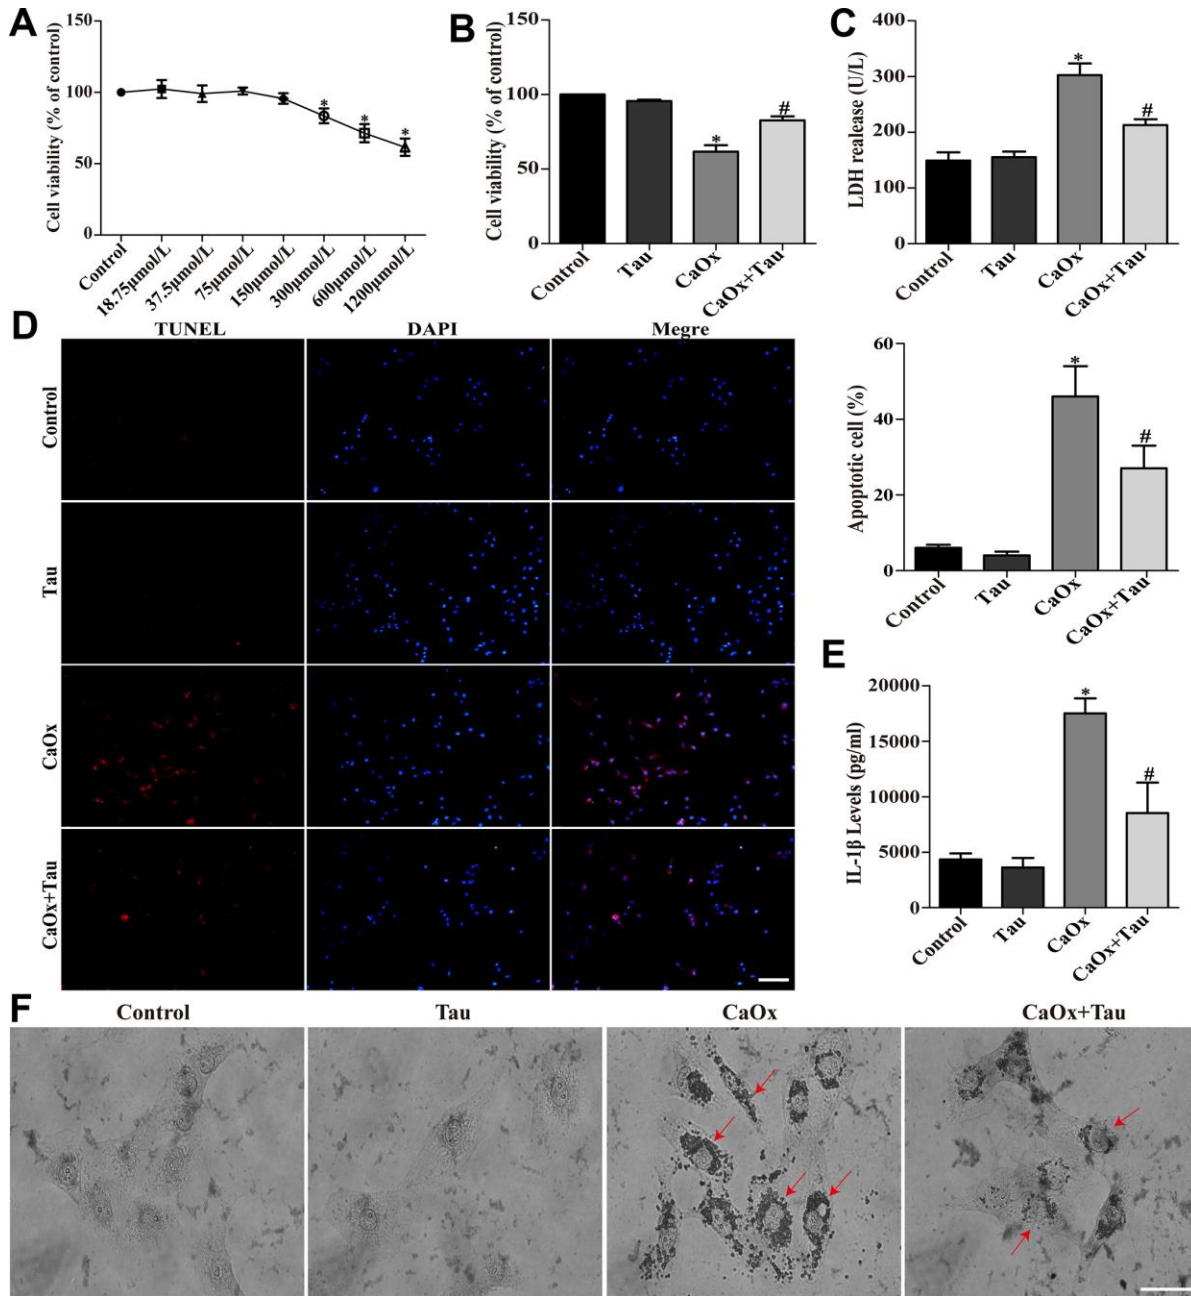 A
150
100
50
0
Cell viability (% of control)
* * *
Control
18.75μmol/L
37.5μmol/L
75μmol/L
150μmol/L
300μmol/L
600μmol/L
1200μmol/L
B
150
100
50
0
Cell viability (% of control)
* #
Control
Tau
CaOx
CaOx+Tau
C
400
300
200
100
0
LDH realease (U/L)
* #
Control
Tau
CaOx
CaOx+Tau
D
TUNEL DAPI Megre
Control
Tau
CaOx
CaOx+Tau
60
40
20
0
Apoptotic cell (%)
* #
Control
Tau
CaOx
CaOx+Tau
E
20000
15000
10000
5000
0
IL-1β Levels (pg/ml)
* #
Control
Tau
CaOx
CaOx+Tau
F
Control Tau CaOx CaOx+Tau